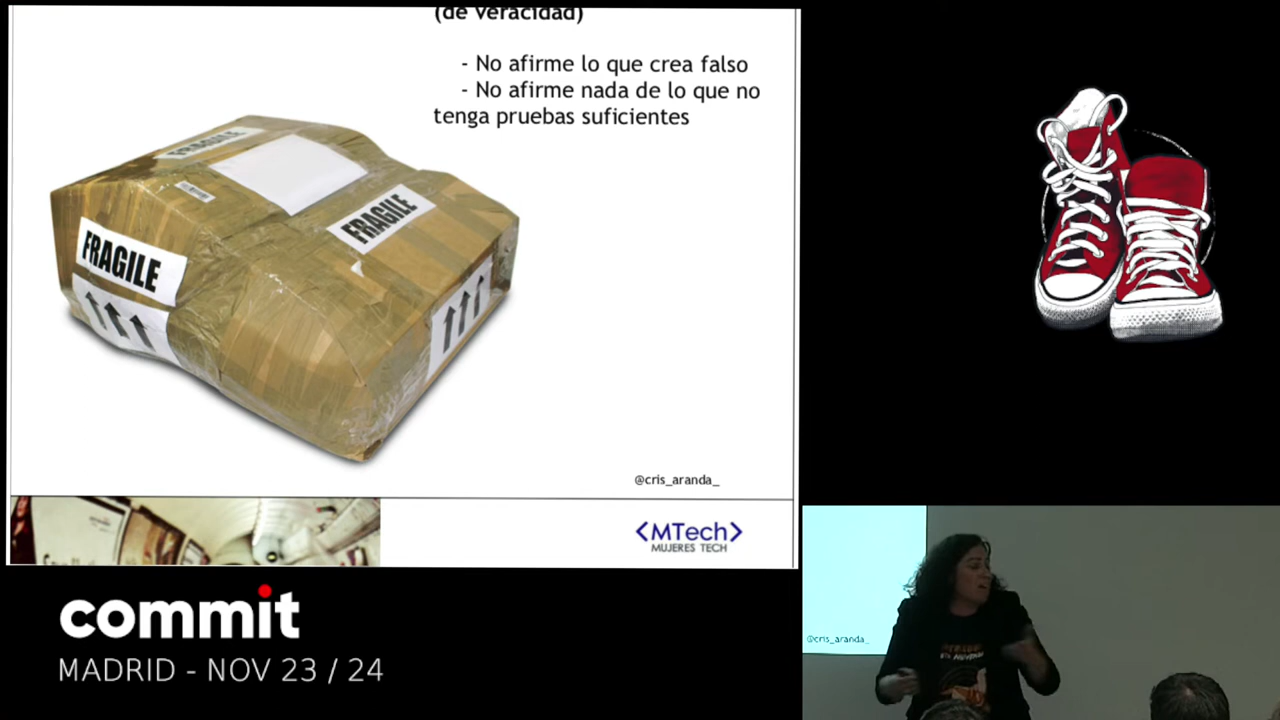 (de veracidad)
- No afirme lo que crea falso
- No afirme nada de lo que no
tenga pruebas suficientes
FRAGILE
FRAGILE
FRAGILE
@cris_aranda_
<MTech>
MUJERES TECH
commit
MADRID - NOV 23 / 24
@cris_aranda_